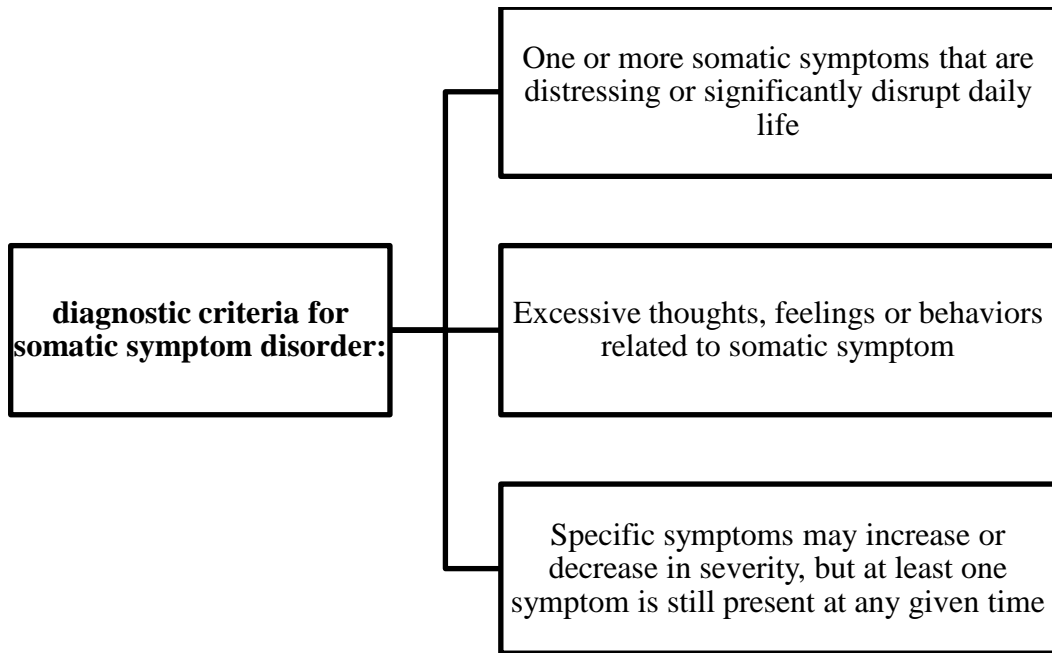 One or more somatic symptoms that are
distressing or significantly disrupt daily
life
diagnostic criteria for
somatic symptom disorder:
Excessive thoughts, feelings or behaviors
related to somatic symptom
Specific symptoms may increase or
decrease in severity, but at least one
symptom is still present at any given time